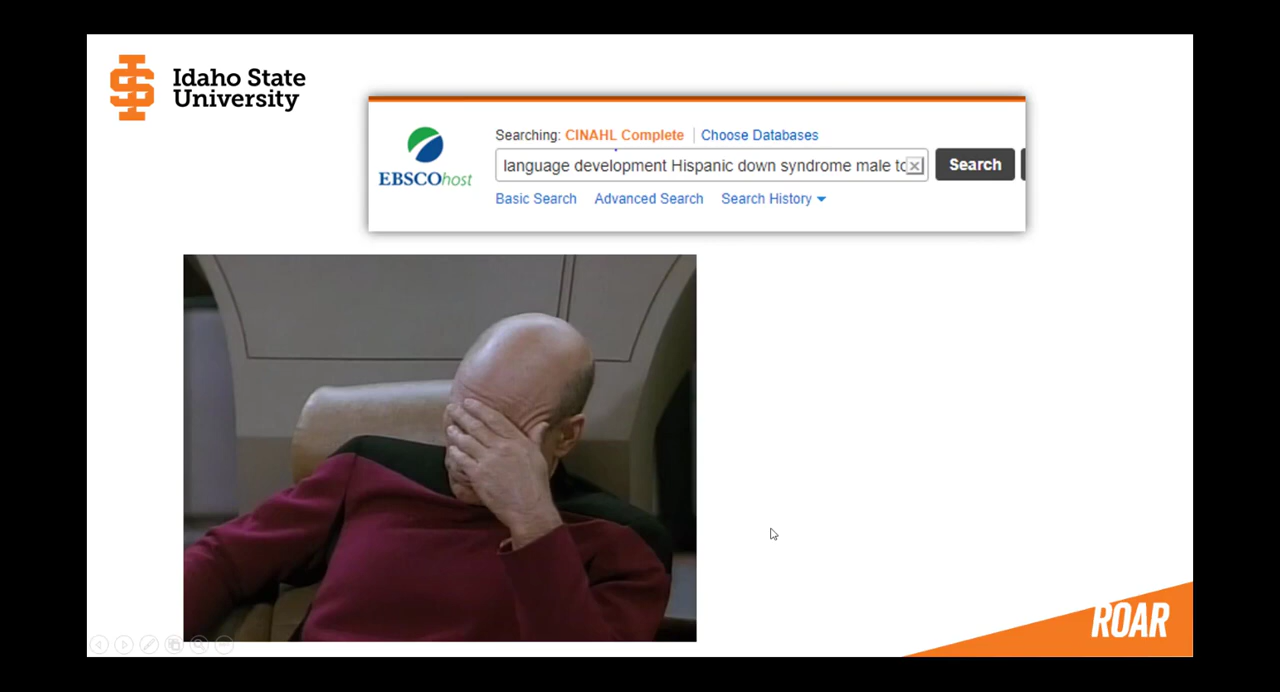 Idaho State
University
Searching: CINAHL Complete | Choose Databases
EBSCOhost
language development Hispanic down syndrome male to
Search
Basic Search Advanced Search Search History
ROAR